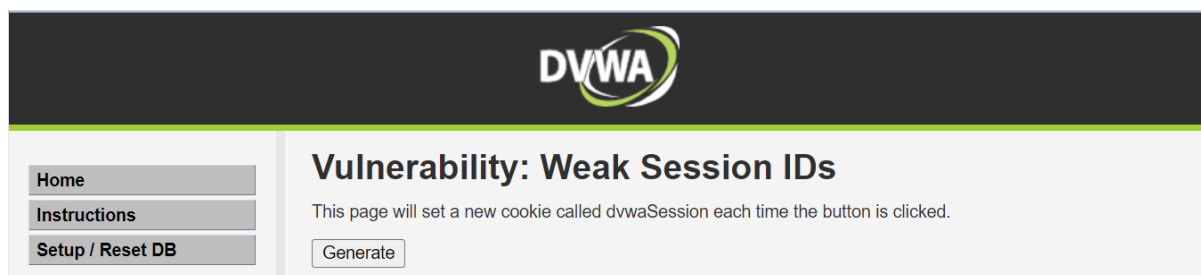 DVWA
Home
Instructions
Setup / Reset DB
Vulnerability: Weak Session IDs
This page will set a new cookie called dvwaSession each time the button is clicked.
Generate